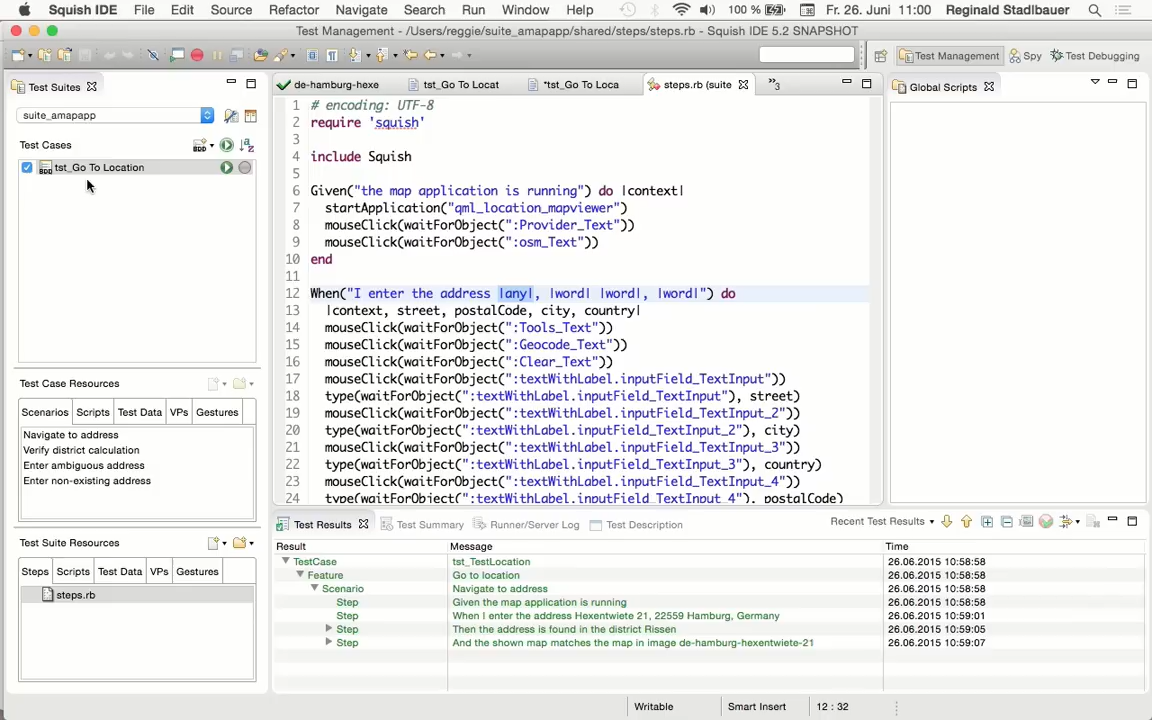 Squish IDE File Edit Source Refactor Navigate Search Run Window Help 100 % Fr. 26. Juni 11:00 Reginald Stadlbauer
Test Management - /Users/reggie/suite_amapapp/shared/steps/steps.rb - Squish IDE 5.2 SNAPSHOT
Test Management Spy Test Debugging
Test Suites
suite_amapapp
Test Cases
BDD
BDD tst_Go To Location
Test Case Resources
Scenarios Scripts Test Data VPs Gestures
Navigate to address
Verify district calculation
Enter ambiguous address
Enter non-existing address
Test Suite Resources
Steps Scripts Test Data VPs Gestures
steps.rb
de-hamburg-hexe tst_Go To Locat *tst_Go To Loca steps.rb (suite »3
1 # encoding: UTF-8
2 require 'squish'
3
4 include Squish
5
6 Given("the map application is running") do |context|
7 startApplication("qml_location_mapviewer")
8 mouseClick(waitForObject(":Provider_Text"))
9 mouseClick(waitForObject(":osm_Text"))
10 end
11
12 When("I enter the address |any|, |word| |word|, |word|") do
13 |context, street, postalCode, city, country|
14 mouseClick(waitForObject(":Tools_Text"))
15 mouseClick(waitForObject(":Geocode_Text"))
16 mouseClick(waitForObject(":Clear_Text"))
17 mouseClick(waitForObject(":textWithLabel.inputField_TextInput"))
18 type(waitForObject(":textWithLabel.inputField_TextInput"), street)
19 mouseClick(waitForObject(":textWithLabel.inputField_TextInput_2"))
20 type(waitForObject(":textWithLabel.inputField_TextInput_2"), city)
21 mouseClick(waitForObject(":textWithLabel.inputField_TextInput_3"))
22 type(waitForObject(":textWithLabel.inputField_TextInput_3"), country)
23 mouseClick(waitForObject(":textWithLabel.inputField_TextInput_4"))
24 type(waitForObject(":textWithLabel.inputField_TextInput_4"), postalCode)
Global Scripts
Test Results Test Summary Runner/Server Log Test Description Recent Test Results
Result Message Time
TestCase tst_TestLocation 26.06.2015 10:58:58
Feature Go to location 26.06.2015 10:58:58
Scenario Navigate to address 26.06.2015 10:58:58
Step Given the map application is running 26.06.2015 10:58:58
Step When I enter the address Hexentwiete 21, 22559 Hamburg, Germany 26.06.2015 10:59:01
Step Then the address is found in the district Rissen 26.06.2015 10:59:05
Step And the shown map matches the map in image de-hamburg-hexentwiete-21 26.06.2015 10:59:07
Writable Smart Insert 12 : 32